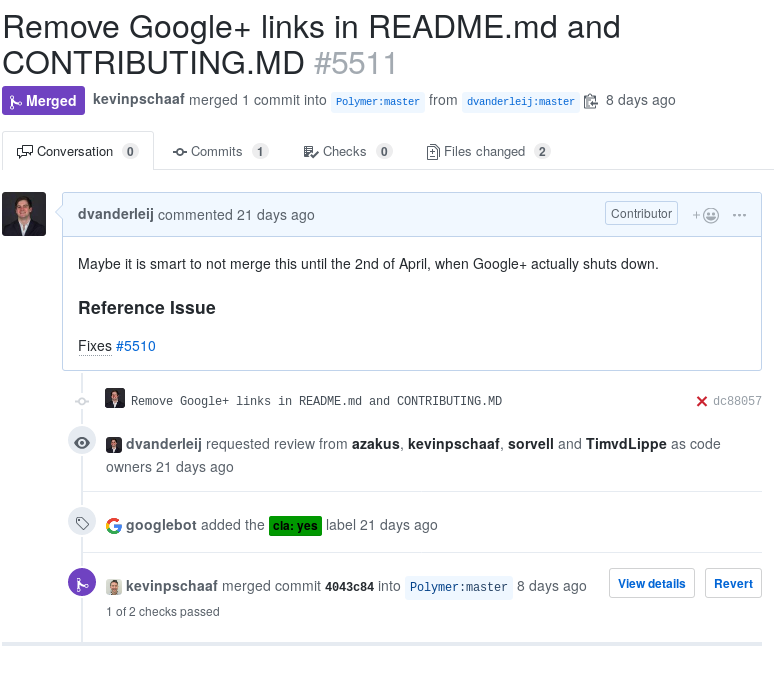 Remove Google+ links in README.md and
CONTRIBUTING.MD #5511
Merged kevinpschaaf merged 1 commit into Polymer:master from dvanderleij:master 8 days ago
Conversation 0 Commits 1 Checks 0 Files changed 2
dvanderleij commented 21 days ago Contributor + ...
Maybe it is smart to not merge this until the 2nd of April, when Google+ actually shuts down.
Reference Issue
Fixes #5510
Remove Google+ links in README.md and CONTRIBUTING.MD dc88057
dvanderleij requested review from azakus, kevinpschaaf, sorvell and TimvdLippe as code
owners 21 days ago
googlebot added the cla: yes label 21 days ago
kevinpschaaf merged commit 4043c84 into Polymer:master 8 days ago View details Revert
1 of 2 checks passed